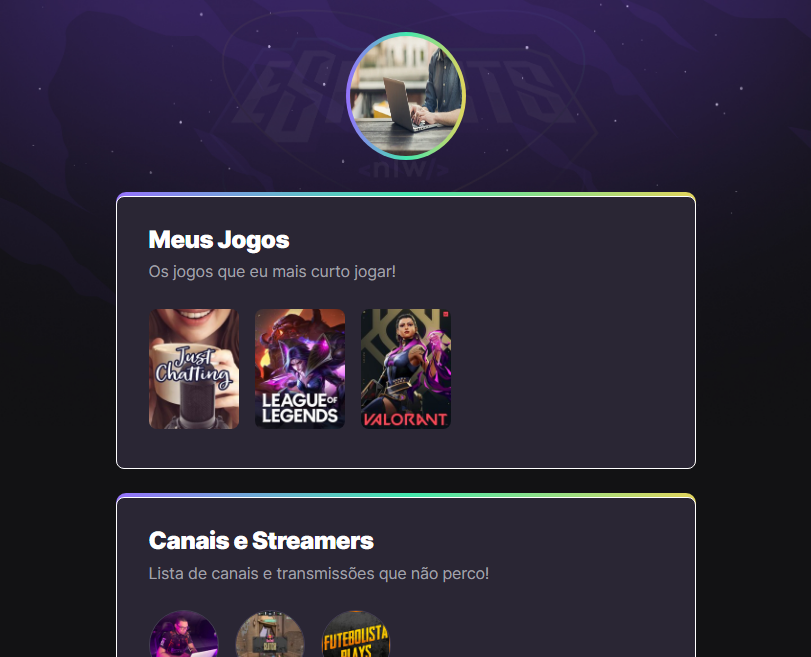 ESPORTS
<nlw/>
Meus Jogos
Os jogos que eu mais curto jogar!
Just
Chatting
LEAGUE OF
LEGENDS
VALORANT
Canais e Streamers
Lista de canais e transmissões que não perco!
FUTEBOLISTA
PLAYS